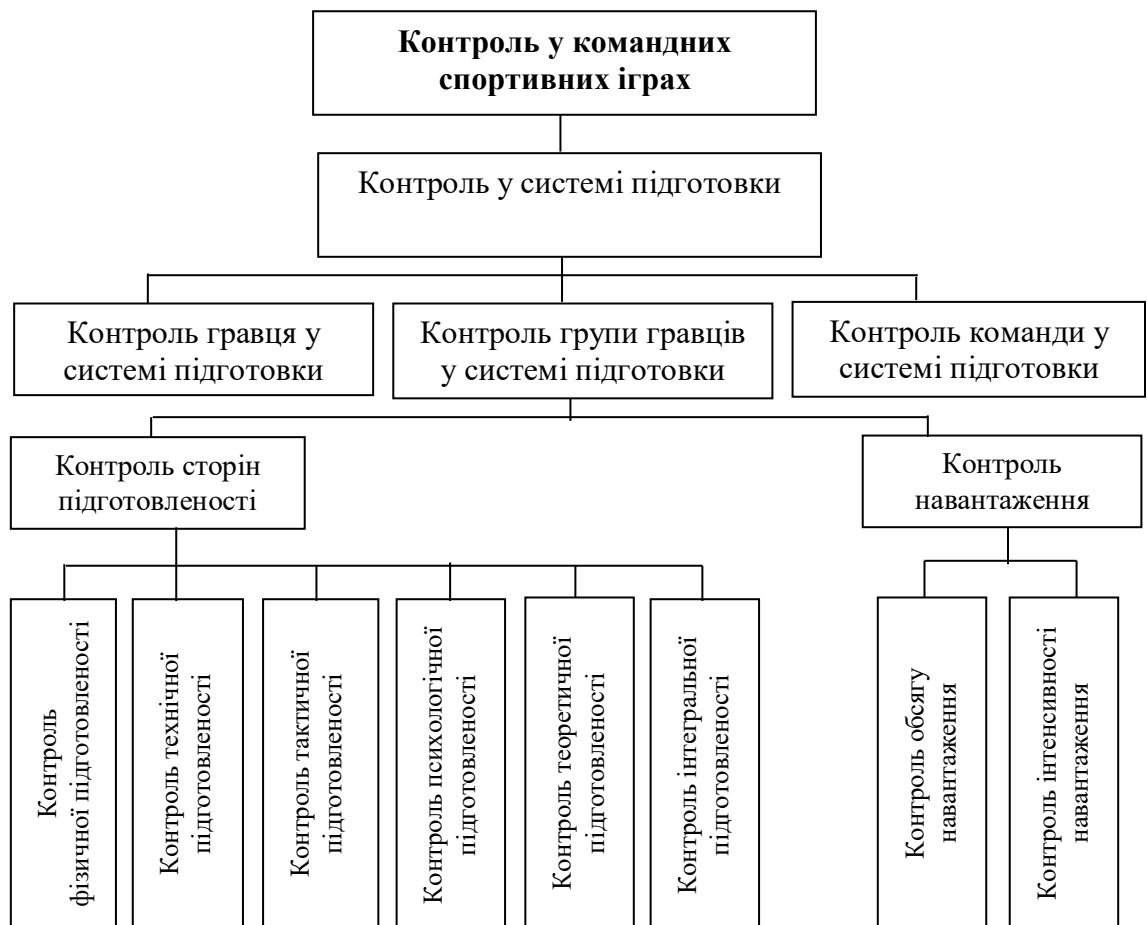 Контроль у командних
спортивних іграх
Контроль у системі підготовки
Контроль гравця у
системі підготовки
Контроль групи гравців
у системі підготовки
Контроль команди у
системі підготовки
Контроль сторін
підготовленості
Контроль
навантаження
Контроль
фізичної підготовленості
Контроль технічної
підготовленості
Контроль тактичної
підготовленості
Контроль психологічної
підготовленості
Контроль теоретичної
підготовленості
Контроль інтегральної
підготовленості
Контроль обсягу
навантаження
Контроль інтенсивності
навантаження